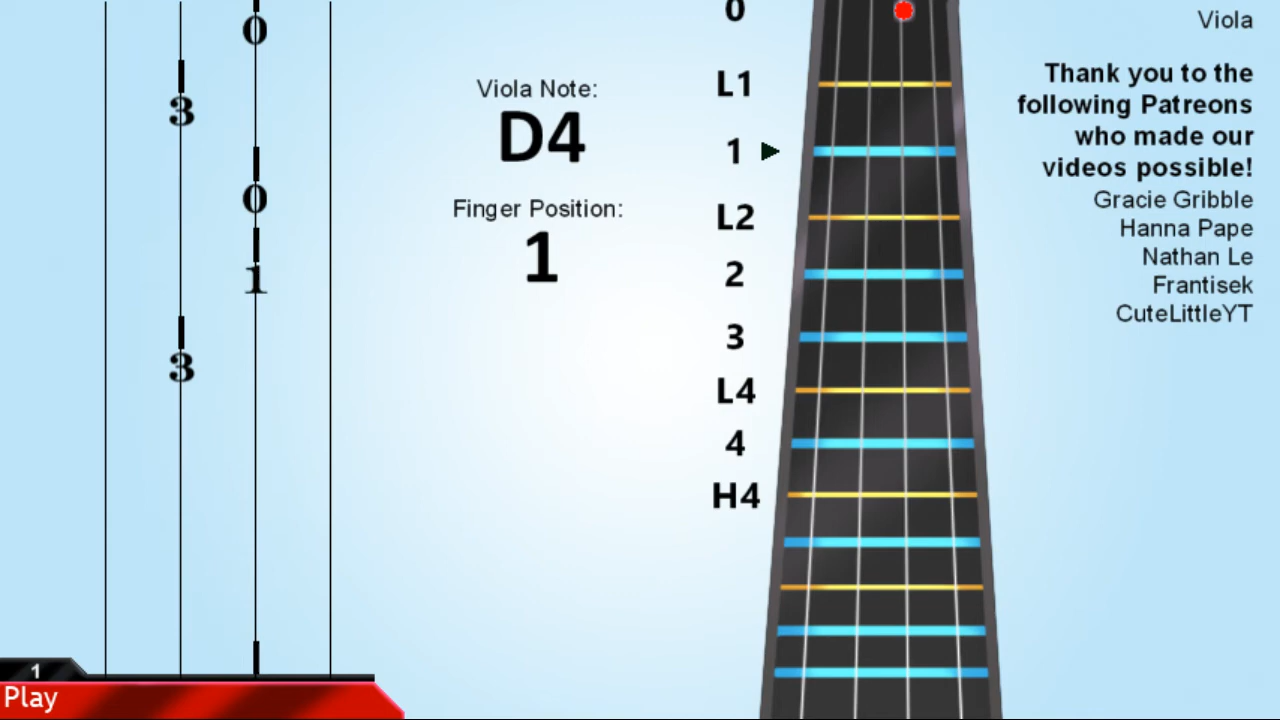 0
3
0
1
3
1
Play
Viola Note:
D4
Finger Position:
1
0
L1
1
L2
2
3
L4
4
H4
Viola
Thank you to the
following Patreons
who made our
videos possible!
Gracie Gribble
Hanna Pape
Nathan Le
Frantisek
CuteLittleYT